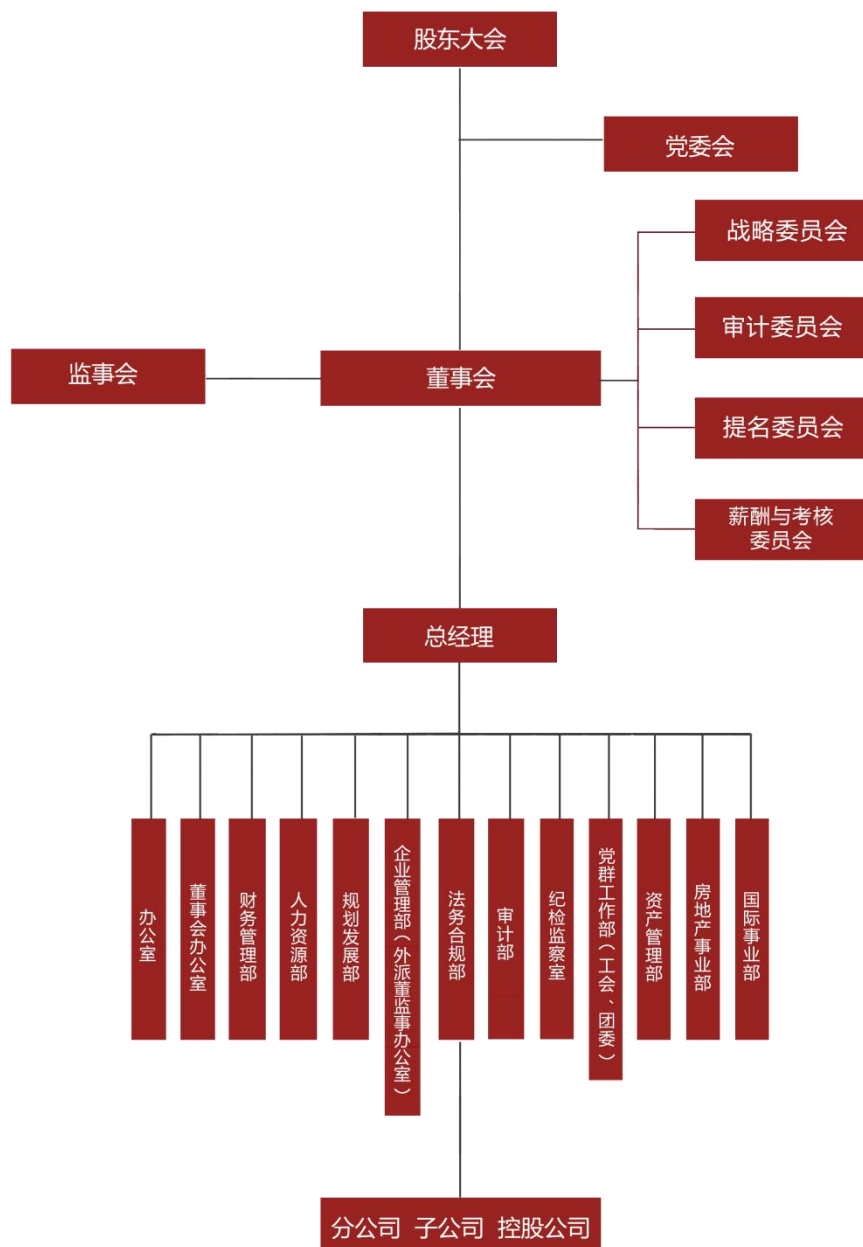 股东大会
党委会
战略委员会
审计委员会
监事会
董事会
提名委员会
薪酬与考核
委员会
总经理
办公室
董事会办公室
财务管理部
人力资源部
规划发展部
企业管理部（外派董监事办公室）
法务合规部
审计部
纪检监察室
党群工作部（工会、团委）
资产管理部
房地产事业部
国际事业部
分公司 子公司 控股公司